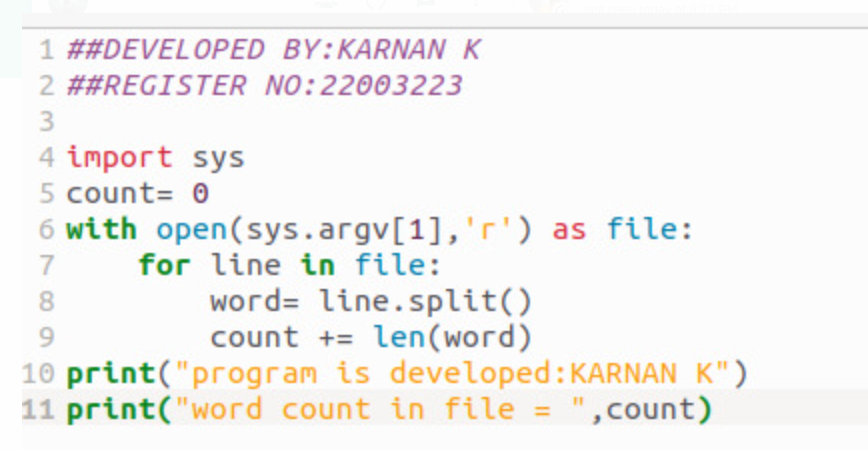 1 ##DEVELOPED BY:KARNAN K
2 ##REGISTER NO:22003223
3
4 import sys
5 count= 0
6 with open(sys.argv[1],'r') as file:
7     for line in file:
8         word= line.split()
9         count += len(word)
10 print("program is developed:KARNAN K")
11 print("word count in file = ",count)